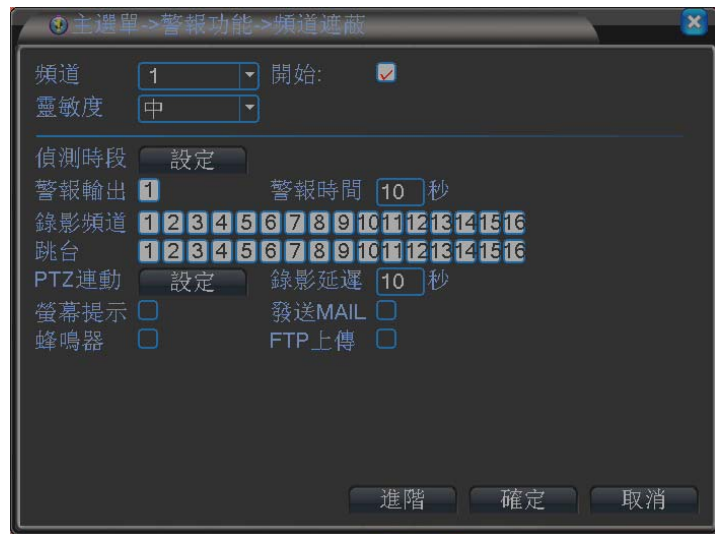 主選單->警報功能->頻道遮蔽
頻道 1 開始:
靈敏度 中
偵測時段 設定
警報輸出 1 警報時間 10 秒
錄影頻道 1 2 3 4 5 6 7 8 9 10 11 12 13 14 15 16
跳台 1 2 3 4 5 6 7 8 9 10 11 12 13 14 15 16
PTZ連動 設定 錄影延遲 10 秒
螢幕提示 發送MAIL
蜂鳴器 FTP上傳
進階 確定 取消